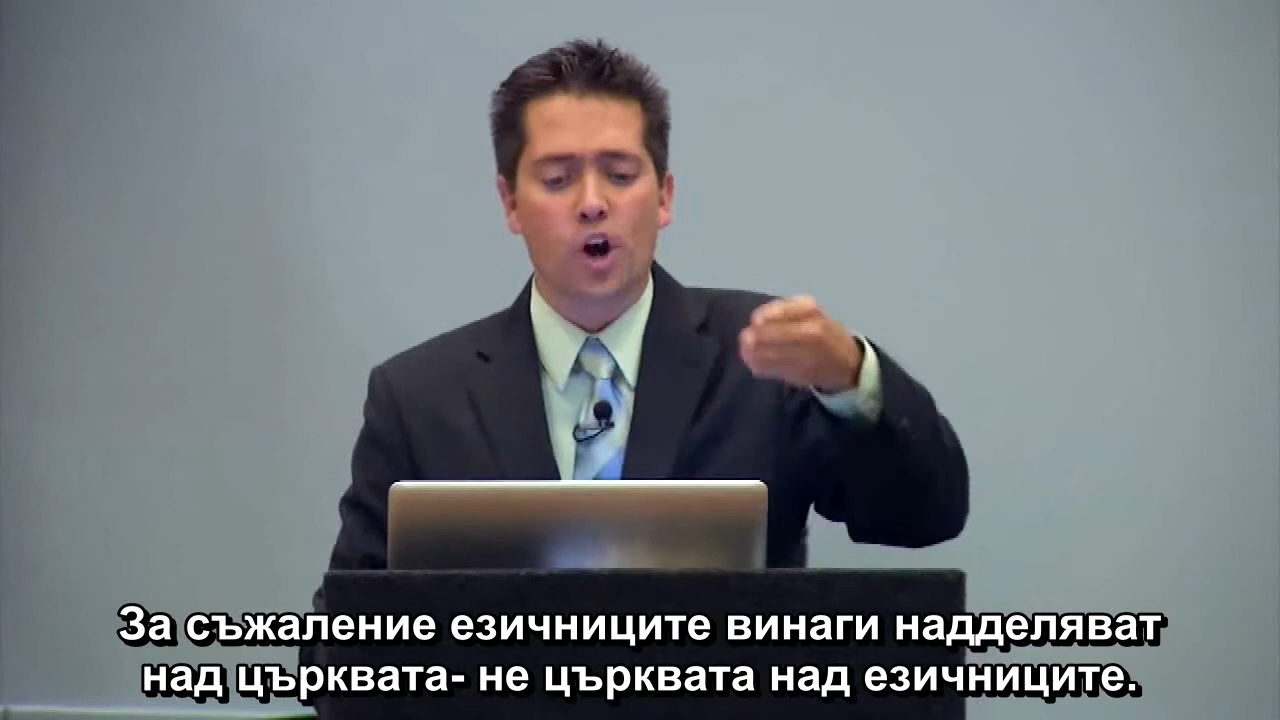 За съжаление езичниците винаги надделяват
над църквата- не църквата над езичниците.